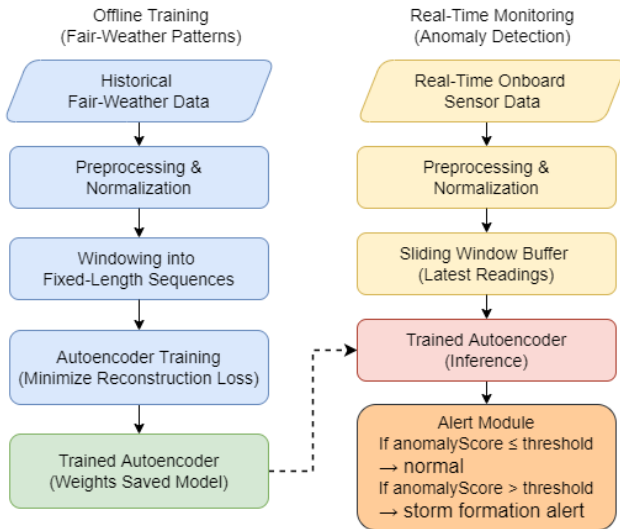 Offline Training
(Fair-Weather Patterns)
Historical
Fair-Weather Data
Preprocessing &
Normalization
Windowing into
Fixed-Length Sequences
Autoencoder Training
(Minimize Reconstruction Loss)
Trained Autoencoder
(Weights Saved Model)
Real-Time Monitoring
(Anomaly Detection)
Real-Time Onboard
Sensor Data
Preprocessing &
Normalization
Sliding Window Buffer
(Latest Readings)
Trained Autoencoder
(Inference)
Alert Module
If anomalyScore ≤ threshold
→ normal
If anomalyScore > threshold
→ storm formation alert